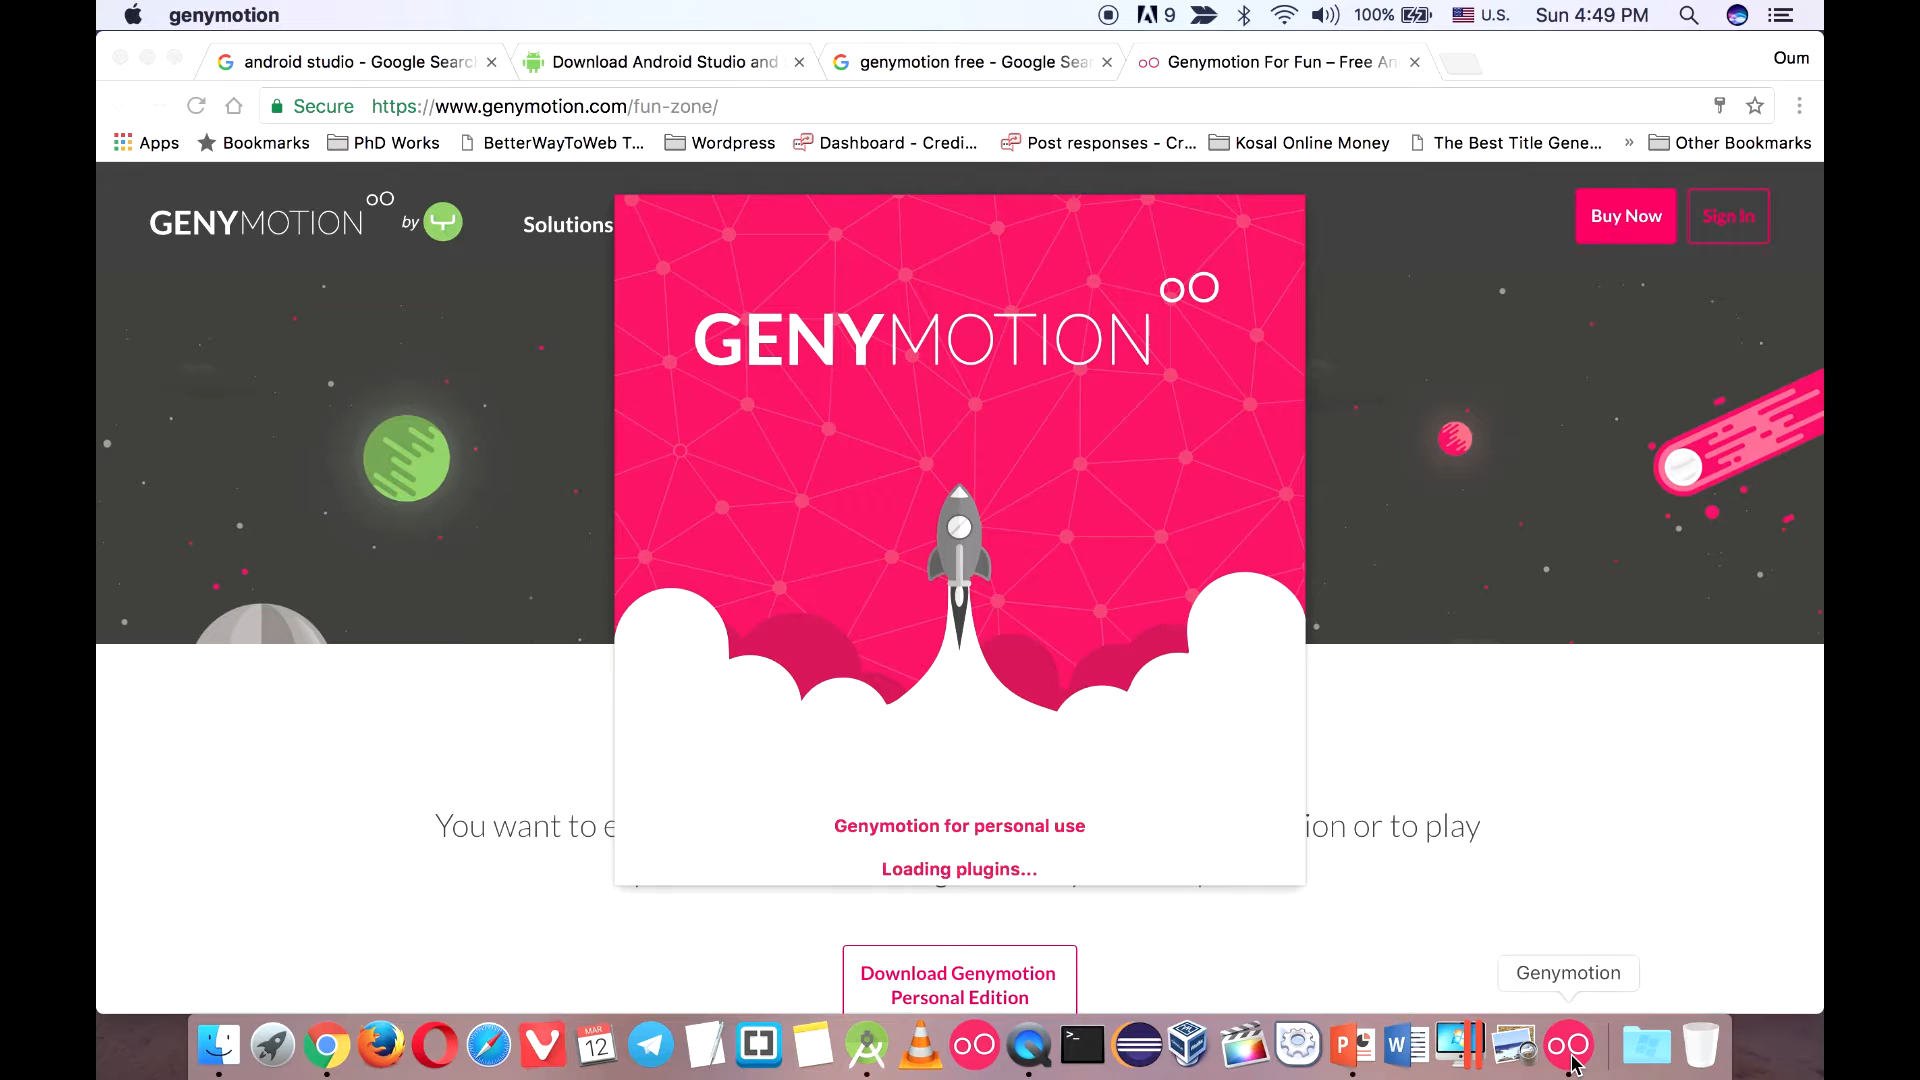 genymotion
9
100%
U.S.
Sun 4:49 PM
android studio - Google Searc
Download Android Studio and
genymotion free - Google Sea
Genymotion For Fun – Free An
Oum
Secure
https://www.genymotion.com/fun-zone/
Apps
Bookmarks
PhD Works
BetterWayToWeb T...
Wordpress
Dashboard - Credi...
Post responses - Cr...
Kosal Online Money
The Best Title Gene...
»
Other Bookmarks
GENYMOTION
by
Solutions
Buy Now
Sign In
GENYMOTION
You want to e
ion or to play
Genymotion for personal use
Loading plugins...
Download Genymotion
Personal Edition
Genymotion
MAR
12